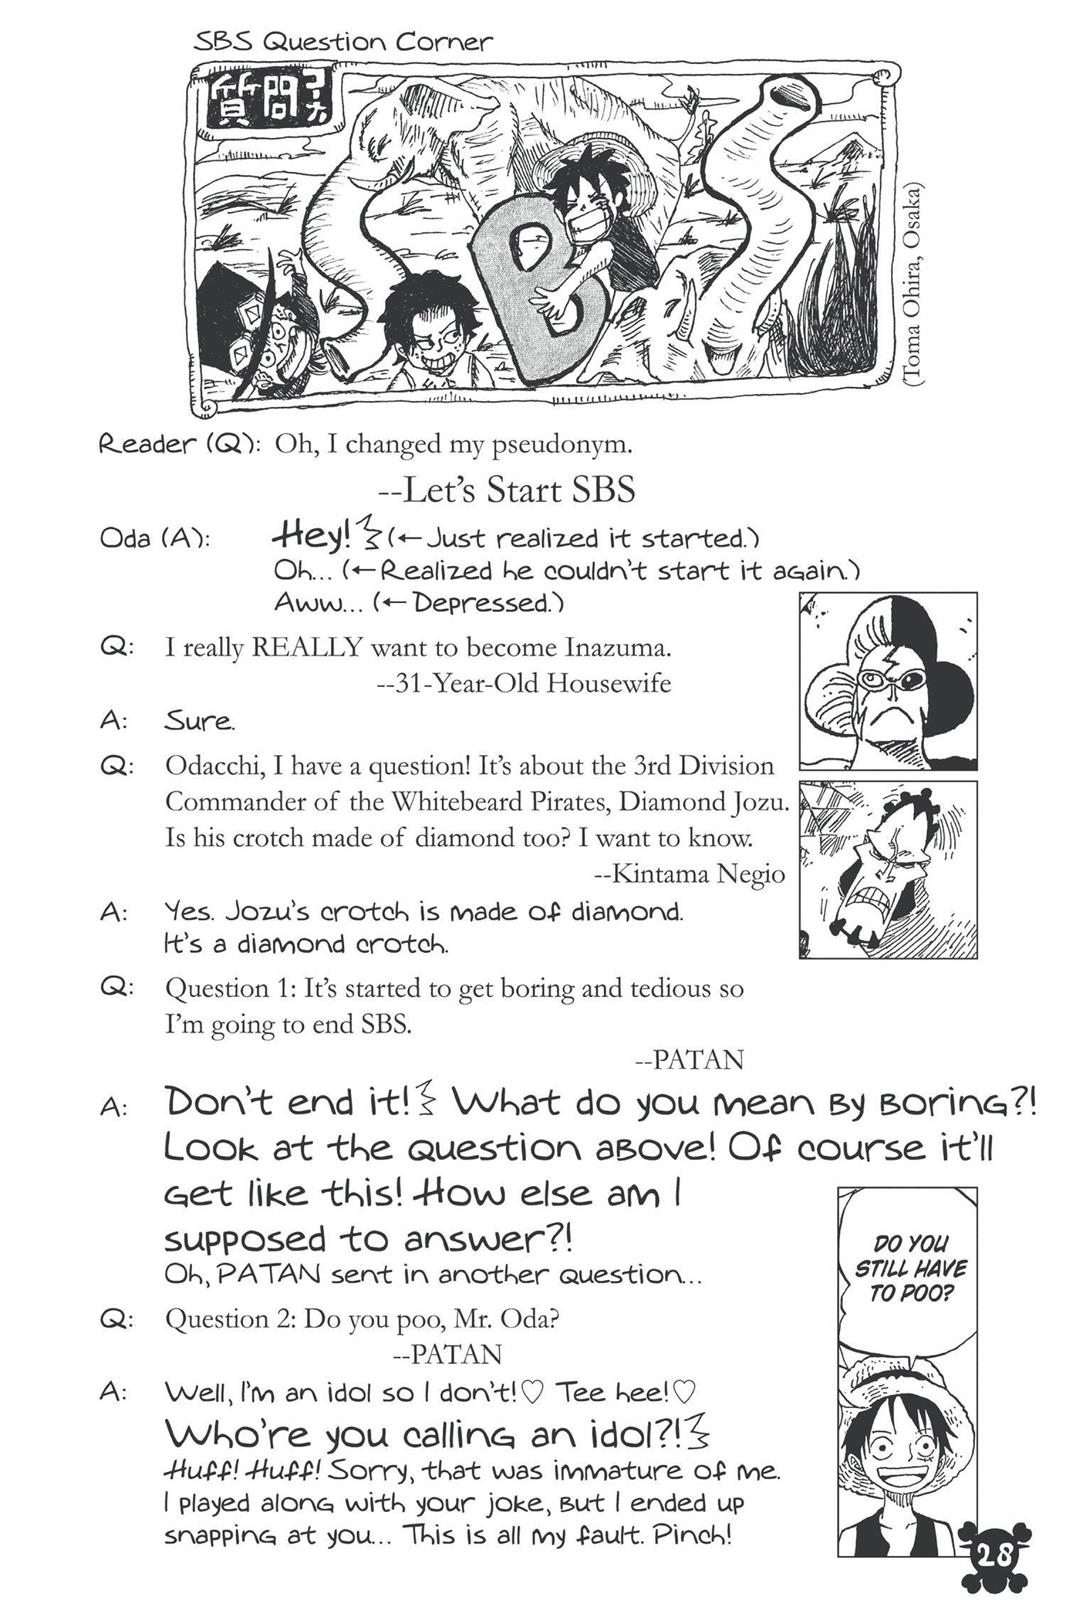 SBS Question Corner
質問を
SBS
(Toma Ohira, Osaka)
Reader (Q): Oh, I changed my pseudonym.
--Let's Start SBS
Oda (A): Hey! (←Just realized it started.)
Oh... (←Realized he couldn't start it again.)
Aww... (←Depressed.)
Q: I really REALLY want to become Inazuma.
--31-Year-Old Housewife
A: Sure.
Q: Odacchi, I have a question! It's about the 3rd Division
Commander of the Whitebeard Pirates, Diamond Jozu.
Is his crotch made of diamond too? I want to know.
--Kintama Negio
A: Yes. Jozu's crotch is made of diamond.
It's a diamond crotch.
Q: Question 1: It's started to get boring and tedious so
I'm going to end SBS.
--PATAN
A: Don't end it! What do you mean by boring?!
Look at the question above! Of course it'll
get like this! How else am I
supposed to answer?!
Oh, PATAN sent in another question...
Q: Question 2: Do you poo, Mr. Oda?
--PATAN
A: Well, I'm an idol so I don't!♡ Tee hee!♡
Who're you calling an idol?!
Huff! Huff! Sorry, that was immature of me.
I played along with your joke, but I ended up
snapping at you... This is all my fault. Pinch!
DO YOU
STILL HAVE
TO POO?
28